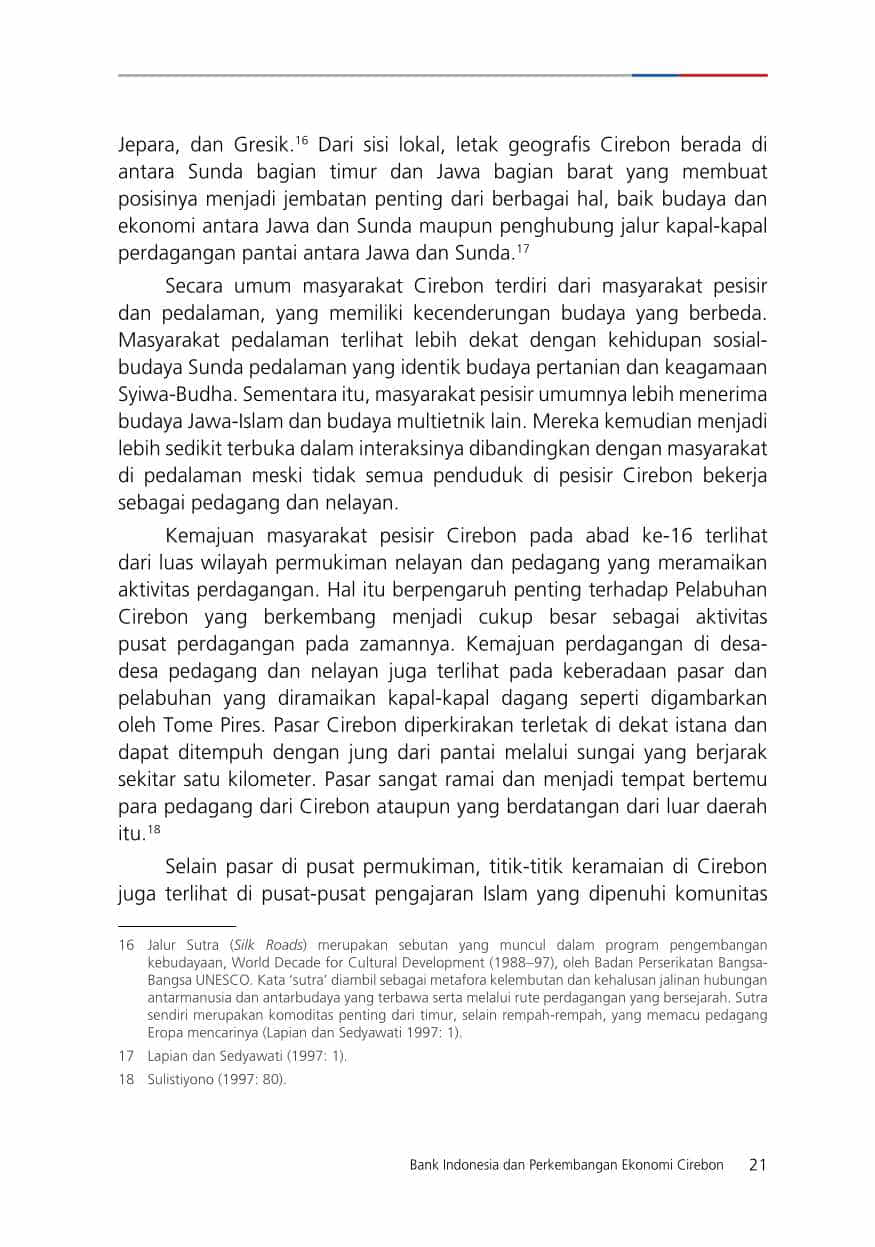 Jepara, dan Gresik.16 Dari sisi lokal, letak geografis Cirebon berada di
antara Sunda bagian timur dan Jawa bagian barat yang membuat
posisinya menjadi jembatan penting dari berbagai hal, baik budaya dan
ekonomi antara Jawa dan Sunda maupun penghubung jalur kapal-kapal
perdagangan pantai antara Jawa dan Sunda.17
Secara umum masyarakat Cirebon terdiri dari masyarakat pesisir
dan pedalaman, yang memiliki kecenderungan budaya yang berbeda.
Masyarakat pedalaman terlihat lebih dekat dengan kehidupan sosial-
budaya Sunda pedalaman yang identik budaya pertanian dan keagamaan
Syiwa-Budha. Sementara itu, masyarakat pesisir umumnya lebih menerima
budaya Jawa-Islam dan budaya multietnik lain. Mereka kemudian menjadi
lebih sedikit terbuka dalam interaksinya dibandingkan dengan masyarakat
di pedalaman meski tidak semua penduduk di pesisir Cirebon bekerja
sebagai pedagang dan nelayan.
Kemajuan masyarakat pesisir Cirebon pada abad ke-16 terlihat
dari luas wilayah permukiman nelayan dan pedagang yang meramaikan
aktivitas perdagangan. Hal itu berpengaruh penting terhadap Pelabuhan
Cirebon yang berkembang menjadi cukup besar sebagai aktivitas
pusat perdagangan pada zamannya. Kemajuan perdagangan di desa-
desa pedagang dan nelayan juga terlihat pada keberadaan pasar dan
pelabuhan yang diramaikan kapal-kapal dagang seperti digambarkan
oleh Tome Pires. Pasar Cirebon diperkirakan terletak di dekat istana dan
dapat ditempuh dengan jung dari pantai melalui sungai yang berjarak
sekitar satu kilometer. Pasar sangat ramai dan menjadi tempat bertemu
para pedagang dari Cirebon ataupun yang berdatangan dari luar daerah
itu.18
Selain pasar di pusat permukiman, titik-titik keramaian di Cirebon
juga terlihat di pusat-pusat pengajaran Islam yang dipenuhi komunitas
16 Jalur Sutra (Silk Roads) merupakan sebutan yang muncul dalam program pengembangan
kebudayaan, World Decade for Cultural Development (1988–97), oleh Badan Perserikatan Bangsa-
Bangsa UNESCO. Kata ‘sutra’ diambil sebagai metafora kelembutan dan kehalusan jalinan hubungan
antarmanusia dan antarbudaya yang terbawa serta melalui rute perdagangan yang bersejarah. Sutra
sendiri merupakan komoditas penting dari timur, selain rempah-rempah, yang memacu pedagang
Eropa mencarinya (Lapian dan Sedyawati 1997: 1).
17 Lapian dan Sedyawati (1997: 1).
18 Sulistiyono (1997: 80).
Bank Indonesia dan Perkembangan Ekonomi Cirebon 21